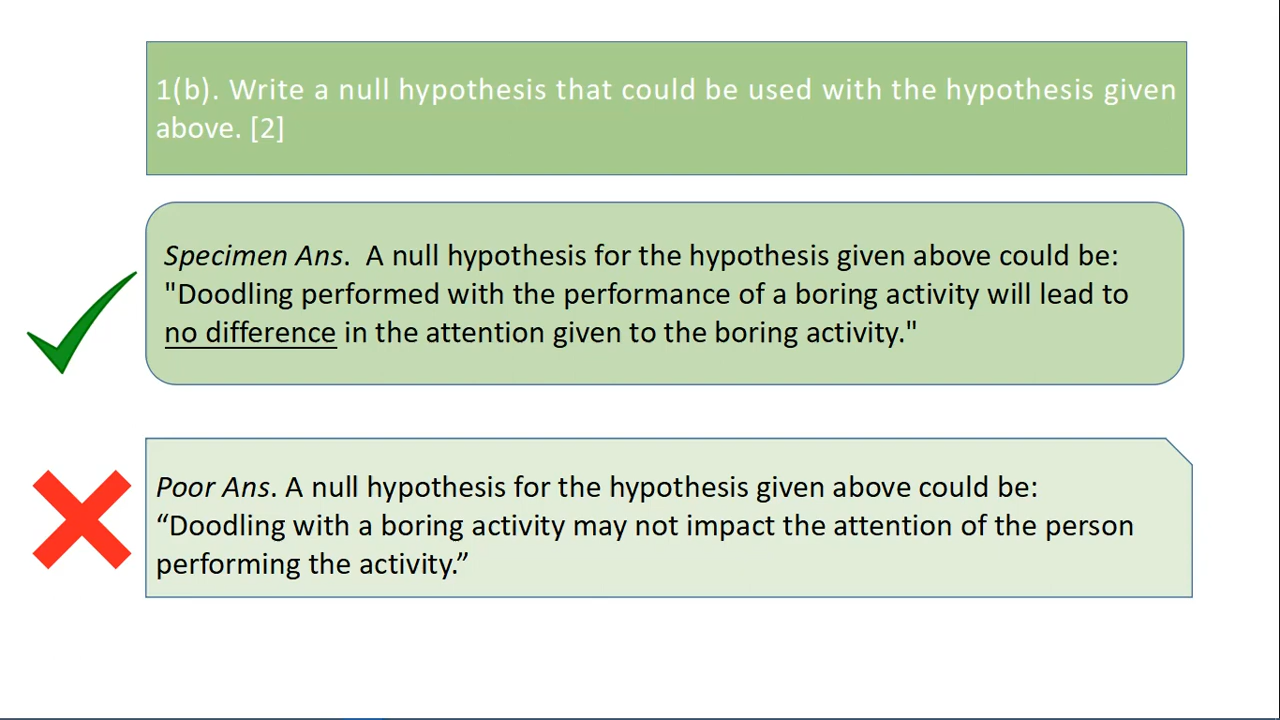 1(b). Write a null hypothesis that could be used with the hypothesis given
above. [2]
Specimen Ans.  A null hypothesis for the hypothesis given above could be:
"Doodling performed with the performance of a boring activity will lead to
no difference in the attention given to the boring activity."
Poor Ans. A null hypothesis for the hypothesis given above could be:
“Doodling with a boring activity may not impact the attention of the person
performing the activity.”